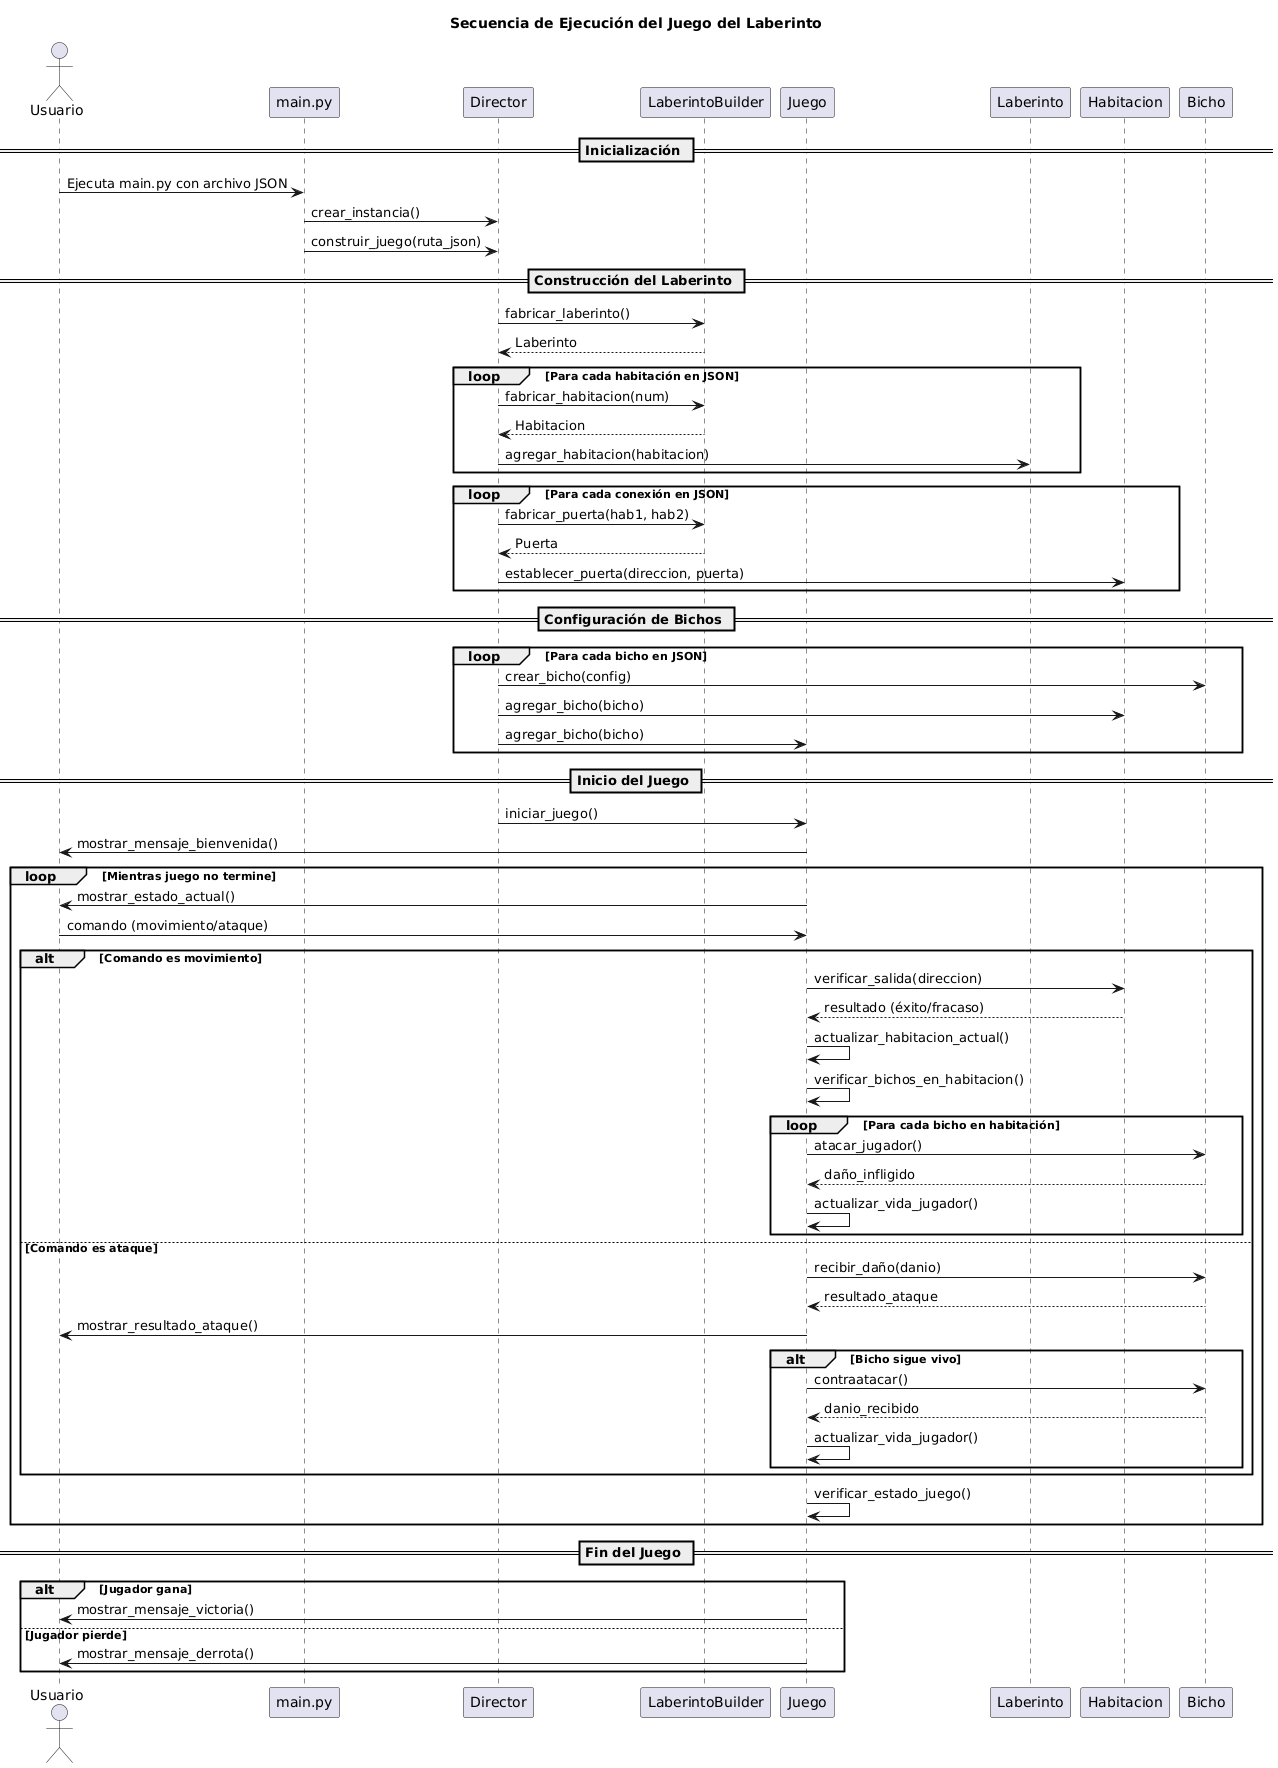 Secuencia de Ejecución del Juego del Laberinto
Usuario
main.py
Director
LaberintoBuilder
Juego
Laberinto
Habitacion
Bicho
Inicialización
Ejecuta main.py con archivo JSON
crear_instancia()
construir_juego(ruta_json)
Construcción del Laberinto
fabricar_laberinto()
Laberinto
loop
[Para cada habitación en JSON]
fabricar_habitacion(num)
Habitacion
agregar_habitacion(habitacion)
loop
[Para cada conexión en JSON]
fabricar_puerta(hab1, hab2)
Puerta
establecer_puerta(direccion, puerta)
Configuración de Bichos
loop
[Para cada bicho en JSON]
crear_bicho(config)
agregar_bicho(bicho)
agregar_bicho(bicho)
Inicio del Juego
iniciar_juego()
mostrar_mensaje_bienvenida()
loop
[Mientras juego no termine]
mostrar_estado_actual()
comando (movimiento/ataque)
alt
[Comando es movimiento]
verificar_salida(direccion)
resultado (éxito/fracaso)
actualizar_habitacion_actual()
verificar_bichos_en_habitacion()
loop
[Para cada bicho en habitación]
atacar_jugador()
daño_infligido
actualizar_vida_jugador()
[Comando es ataque]
recibir_daño(danio)
resultado_ataque
mostrar_resultado_ataque()
alt
[Bicho sigue vivo]
contraatacar()
danio_recibido
actualizar_vida_jugador()
verificar_estado_juego()
Fin del Juego
alt
[Jugador gana]
mostrar_mensaje_victoria()
[Jugador pierde]
mostrar_mensaje_derrota()
Usuario
main.py
Director
LaberintoBuilder
Juego
Laberinto
Habitacion
Bicho